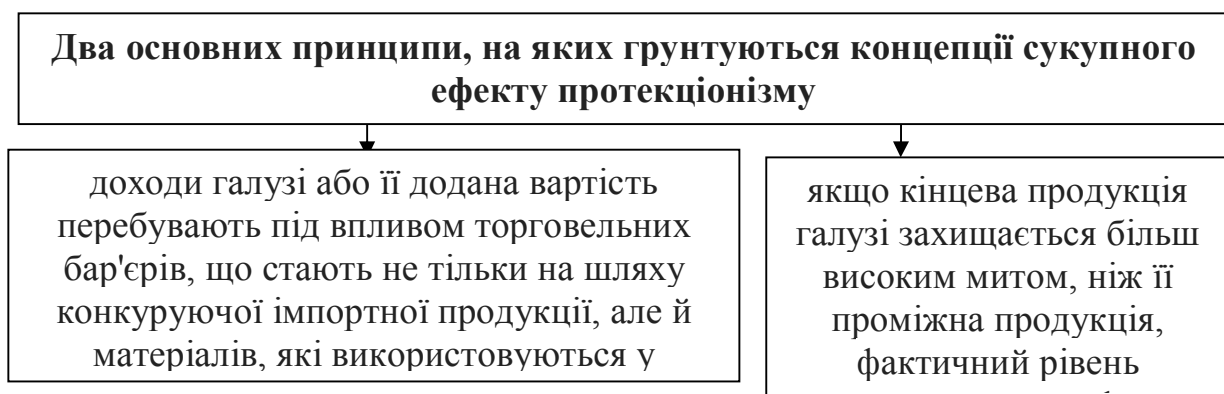 Два основних принципи, на яких грунтуються концепції сукупного
ефекту протекціонізму
доходи галузі або її додана вартість
перебувають під впливом торговельних
бар'єрів, що стають не тільки на шляху
конкуруючої імпортної продукції, але й
матеріалів, які використовуються у
якщо кінцева продукція
галузі захищається більш
високим митом, ніж її
проміжна продукція,
фактичний рівень